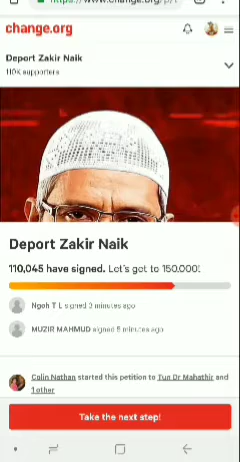 change.org
Deport Zakir Naik
110K supporters
Deport Zakir Naik
110,045 have signed. Let's get to 150,000!
Ngoh T L signed 3 minutes ago
MUZIR MAHMUD signed 5 minutes ago
Colin Nathan started this petition to Tun Dr Mahathir and
1 other
Take the next step!